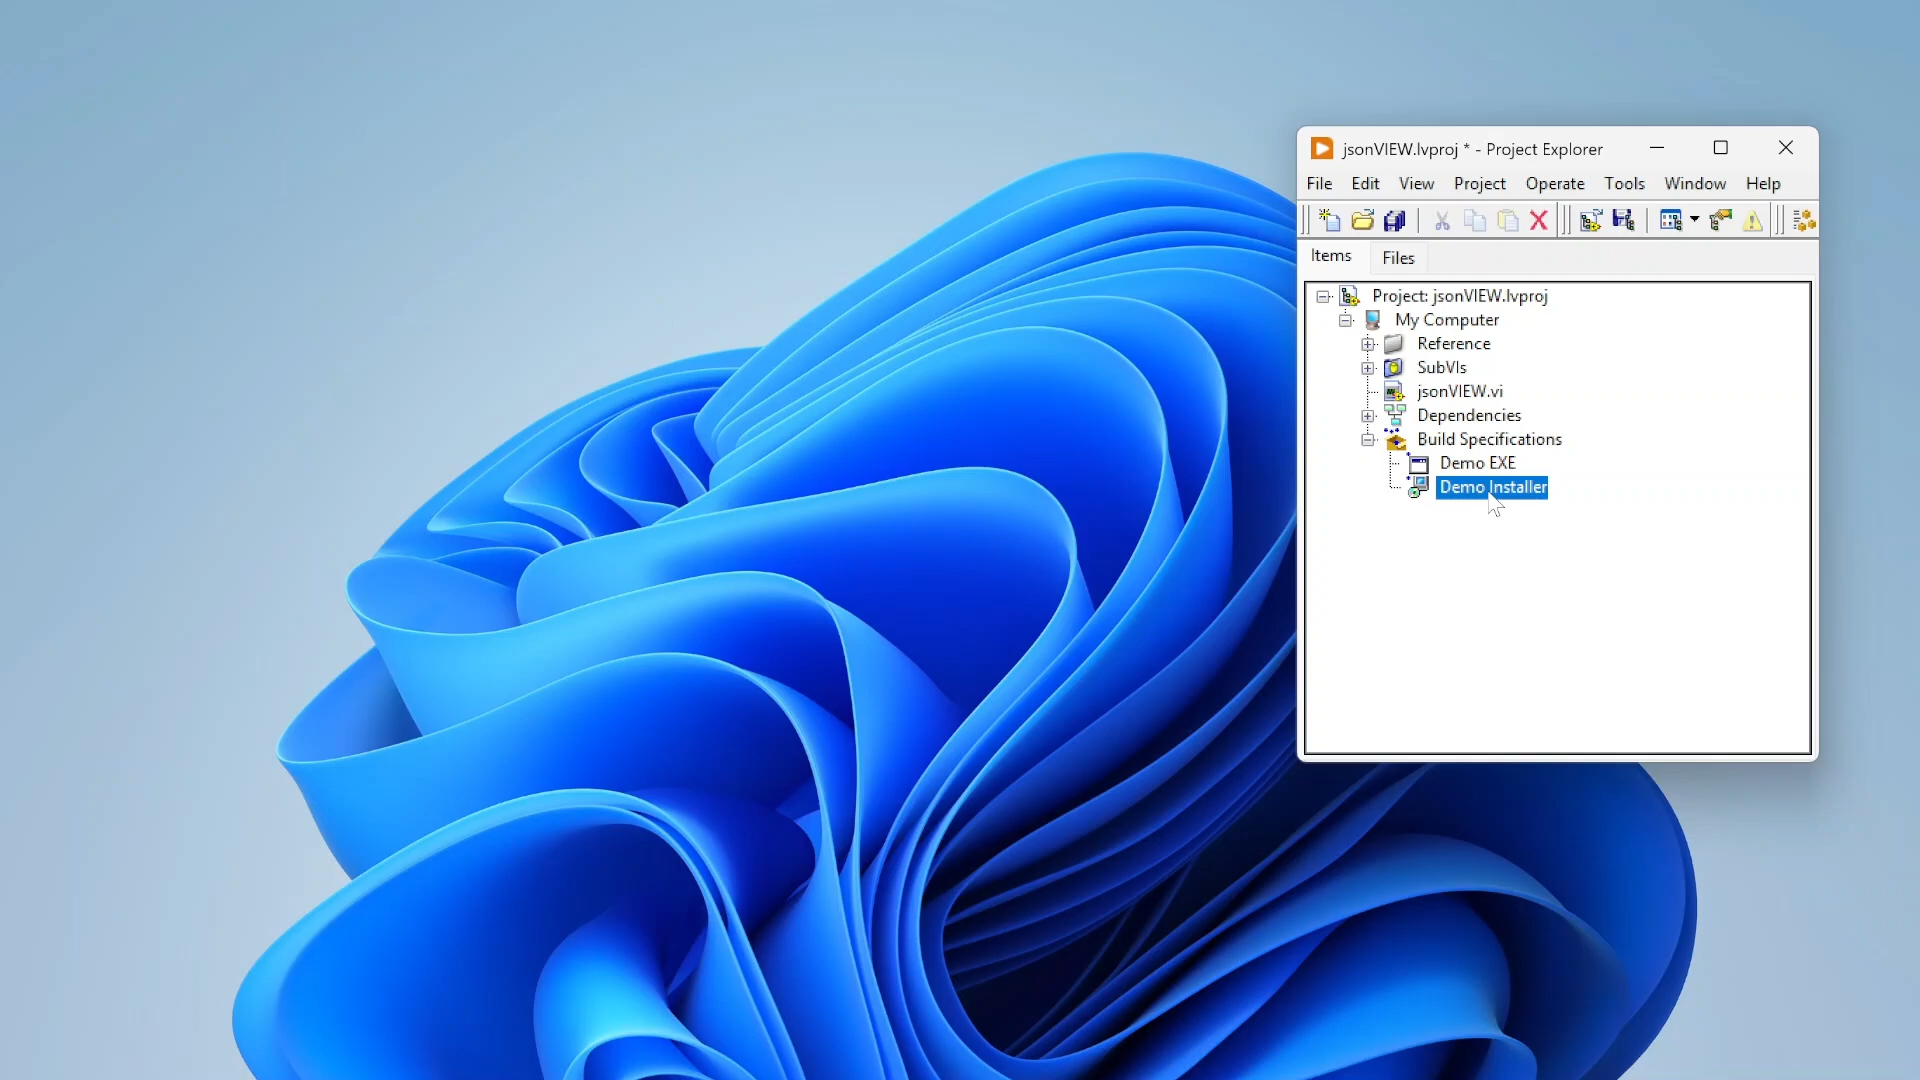 jsonVIEW.lvproj * - Project Explorer
File Edit View Project Operate Tools Window Help
Items Files
Project: jsonVIEW.lvproj
My Computer
Reference
SubVIs
jsonVIEW.vi
Dependencies
Build Specifications
Demo EXE
Demo Installer